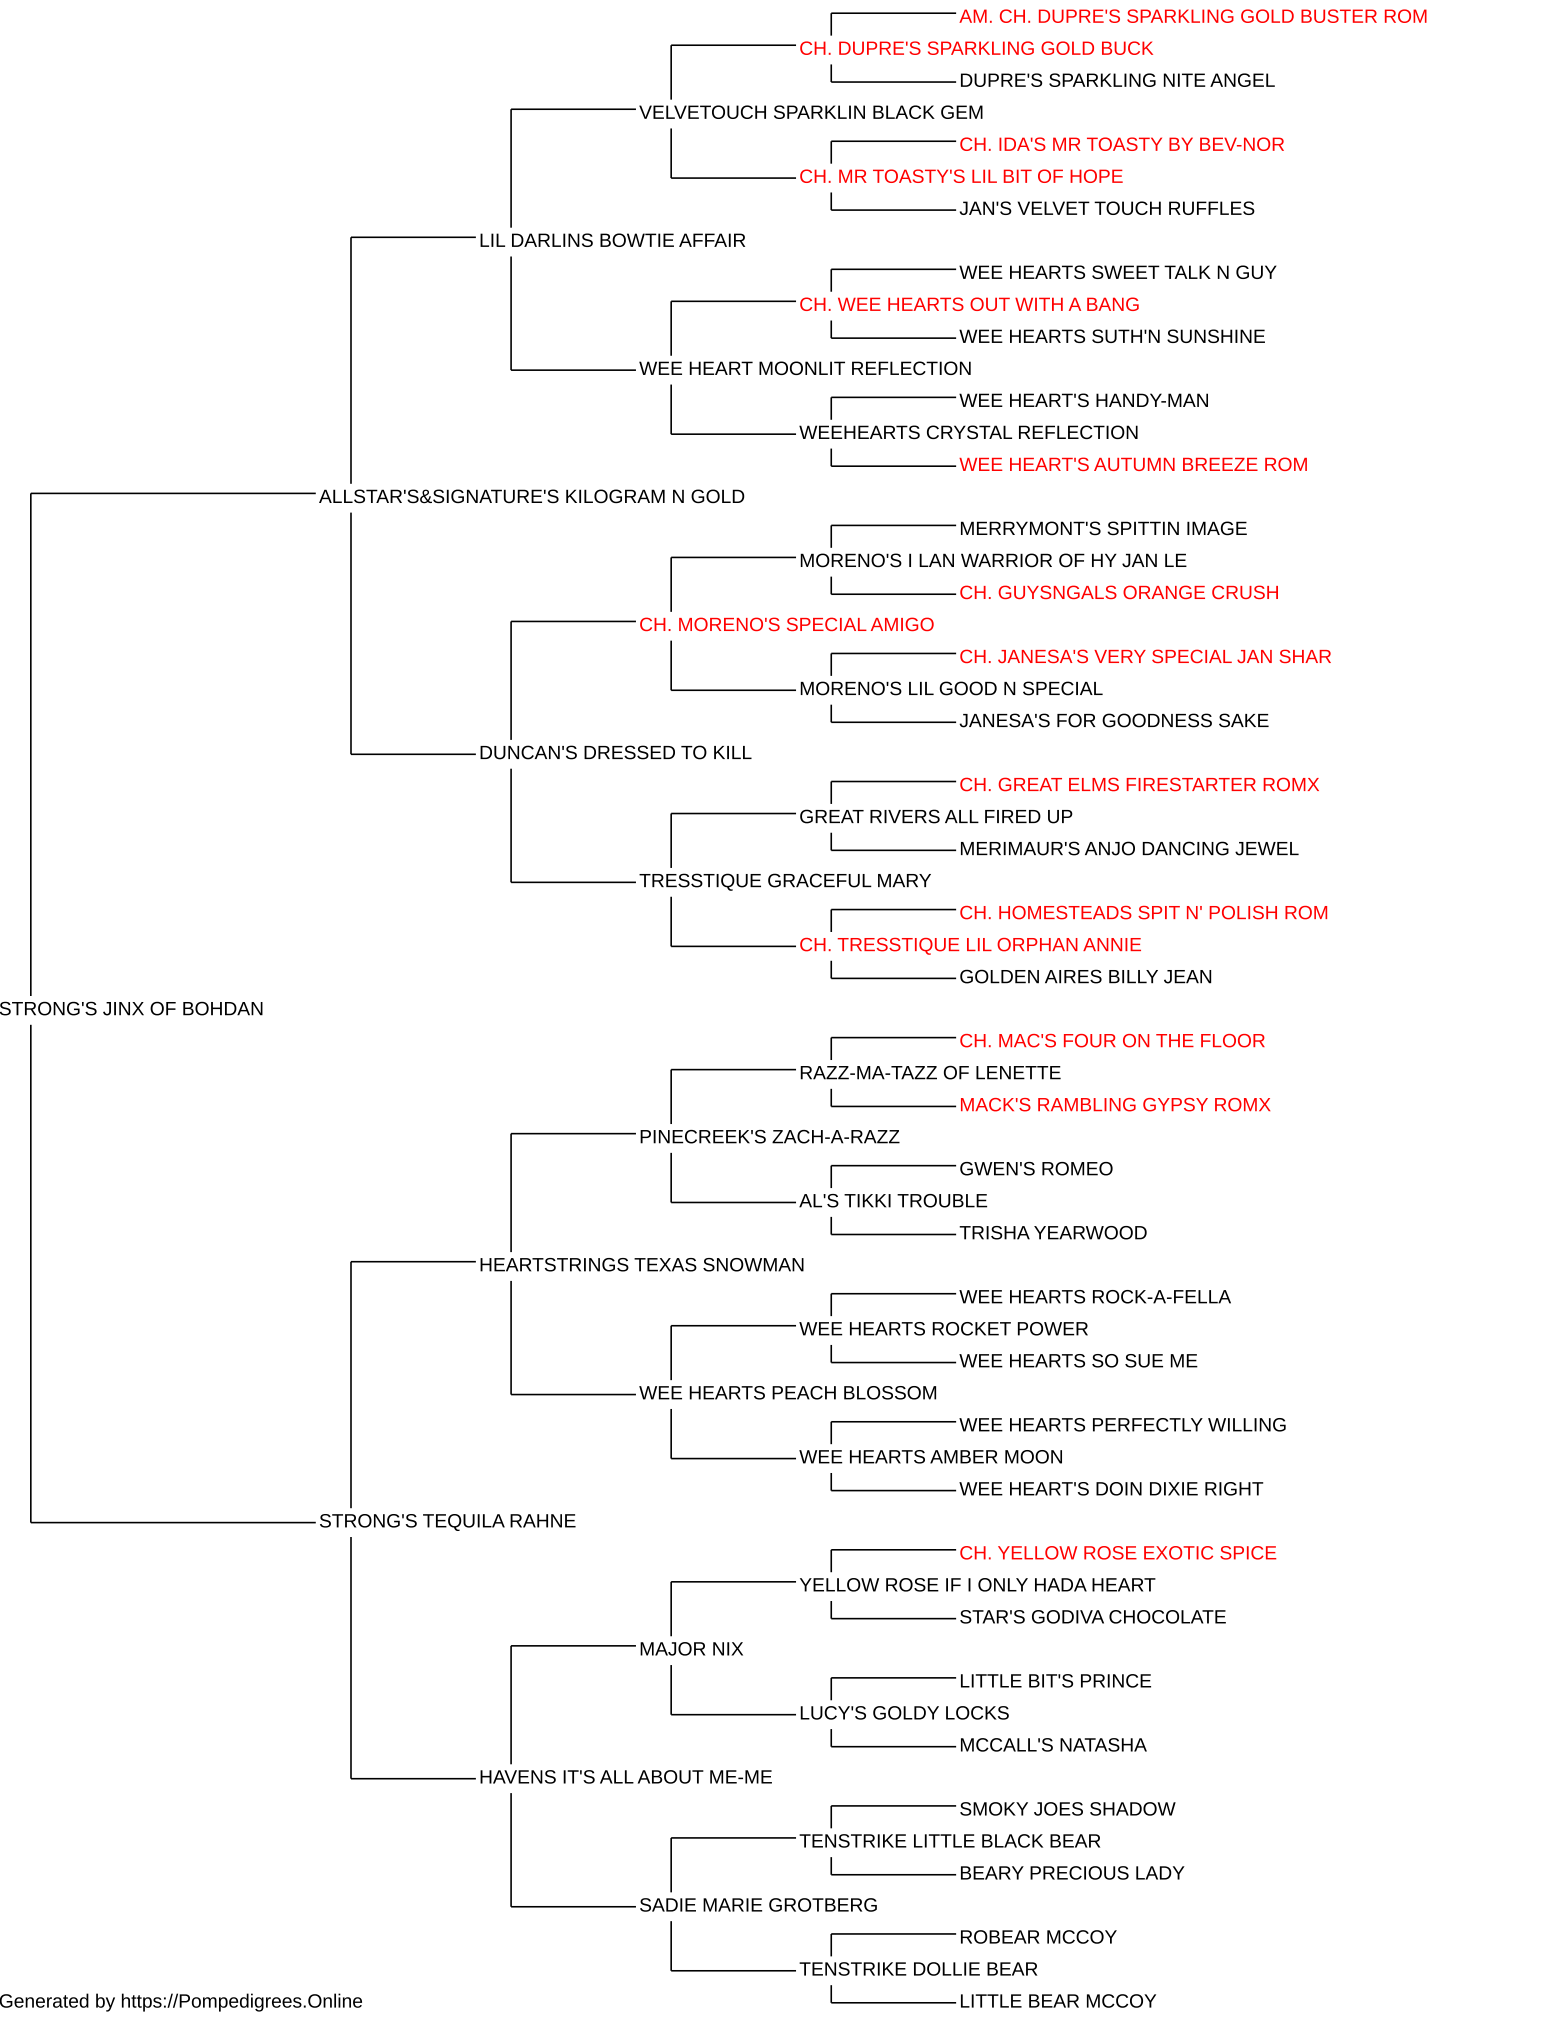 AM. CH. DUPRE'S SPARKLING GOLD BUSTER ROM
CH. DUPRE'S SPARKLING GOLD BUCK
DUPRE'S SPARKLING NITE ANGEL
VELVETOUCH SPARKLIN BLACK GEM
CH. IDA'S MR TOASTY BY BEV-NOR
CH. MR TOASTY'S LIL BIT OF HOPE
JAN'S VELVET TOUCH RUFFLES
LIL DARLINS BOWTIE AFFAIR
WEE HEARTS SWEET TALK N GUY
CH. WEE HEARTS OUT WITH A BANG
WEE HEARTS SUTH'N SUNSHINE
WEE HEART MOONLIT REFLECTION
WEE HEART'S HANDY-MAN
WEEHEARTS CRYSTAL REFLECTION
WEE HEART'S AUTUMN BREEZE ROM
ALLSTAR'S&SIGNATURE'S KILOGRAM N GOLD
MERRYMONT'S SPITTIN IMAGE
MORENO'S I LAN WARRIOR OF HY JAN LE
CH. GUYSNGALS ORANGE CRUSH
CH. MORENO'S SPECIAL AMIGO
CH. JANESA'S VERY SPECIAL JAN SHAR
MORENO'S LIL GOOD N SPECIAL
JANESA'S FOR GOODNESS SAKE
DUNCAN'S DRESSED TO KILL
CH. GREAT ELMS FIRESTARTER ROMX
GREAT RIVERS ALL FIRED UP
MERIMAUR'S ANJO DANCING JEWEL
TRESSTIQUE GRACEFUL MARY
CH. HOMESTEADS SPIT N' POLISH ROM
CH. TRESSTIQUE LIL ORPHAN ANNIE
GOLDEN AIRES BILLY JEAN
STRONG'S JINX OF BOHDAN
CH. MAC'S FOUR ON THE FLOOR
RAZZ-MA-TAZZ OF LENETTE
MACK'S RAMBLING GYPSY ROMX
PINECREEK'S ZACH-A-RAZZ
GWEN'S ROMEO
AL'S TIKKI TROUBLE
TRISHA YEARWOOD
HEARTSTRINGS TEXAS SNOWMAN
WEE HEARTS ROCK-A-FELLA
WEE HEARTS ROCKET POWER
WEE HEARTS SO SUE ME
WEE HEARTS PEACH BLOSSOM
WEE HEARTS PERFECTLY WILLING
WEE HEARTS AMBER MOON
WEE HEART'S DOIN DIXIE RIGHT
STRONG'S TEQUILA RAHNE
CH. YELLOW ROSE EXOTIC SPICE
YELLOW ROSE IF I ONLY HADA HEART
STAR'S GODIVA CHOCOLATE
MAJOR NIX
LITTLE BIT'S PRINCE
LUCY'S GOLDY LOCKS
MCCALL'S NATASHA
HAVENS IT'S ALL ABOUT ME-ME
SMOKY JOES SHADOW
TENSTRIKE LITTLE BLACK BEAR
BEARY PRECIOUS LADY
SADIE MARIE GROTBERG
ROBEAR MCCOY
TENSTRIKE DOLLIE BEAR
LITTLE BEAR MCCOY
Generated by https://Pompedigrees.Online